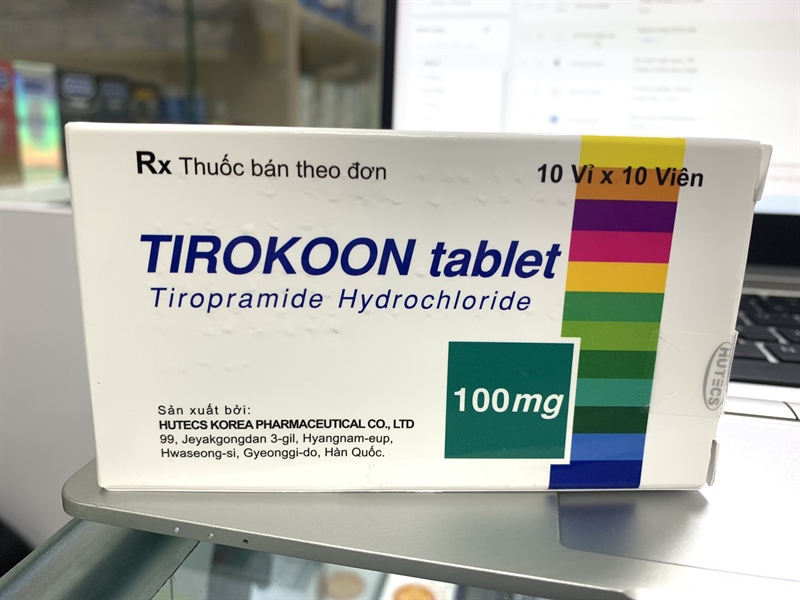 Rx Thuốc bán theo đơn
10 Vỉ x 10 Viên
TIROKOON tablet
Tiropramide Hydrochloride
100mg
Sản xuất bởi:
HUTECS KOREA PHARMACEUTICAL CO., LTD
99, Jeyakgongdan 3-gil, Hyangnam-eup,
Hwaseong-si, Gyeonggi-do, Hàn Quốc.
HUTECS